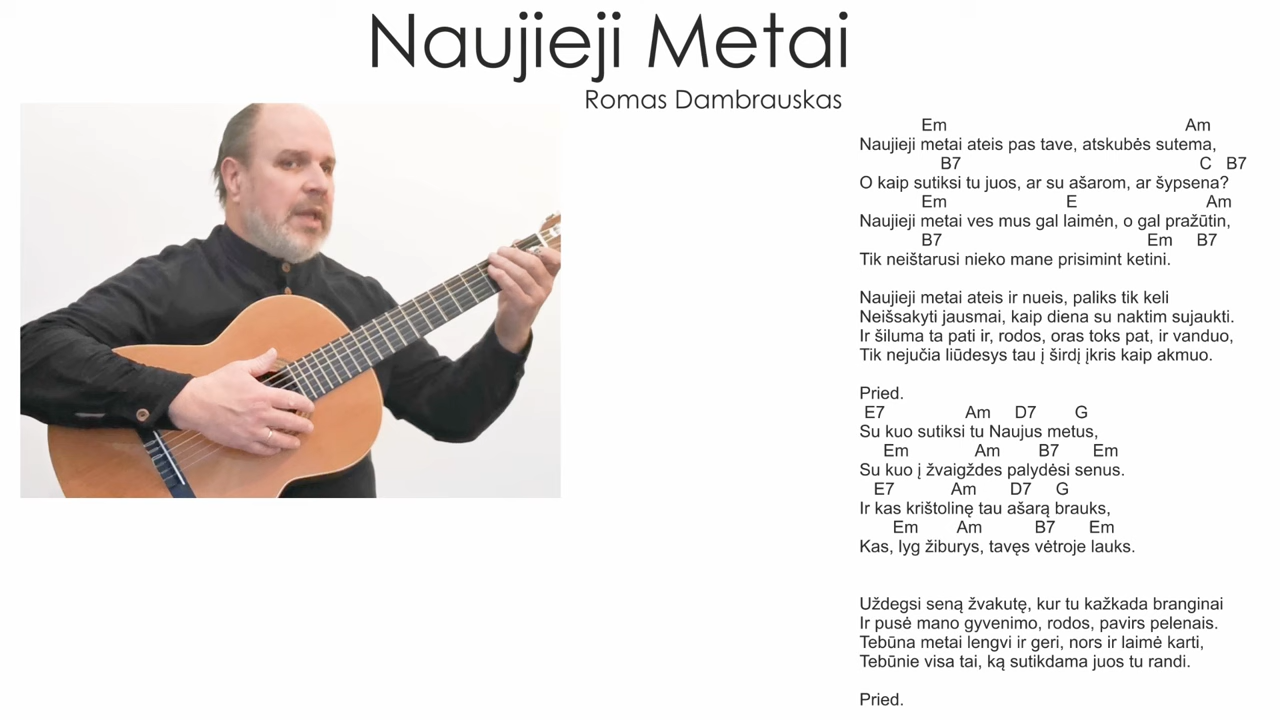 Naujieji Metai
Romas Dambrauskas
Em Am
Naujieji metai ateis pas tave, atskubės sutema,
B7 C B7
O kaip sutiksi tu juos, ar su ašarom, ar šypsena?
Em E Am
Naujieji metai ves mus gal laimėn, o gal pražūtin,
B7 Em B7
Tik neištarusi nieko mane prisimint ketini.
Naujieji metai ateis ir nueis, paliks tik keli
Neišsakyti jausmai, kaip diena su naktim sujaukti.
Ir šiluma ta pati ir, rodos, oras toks pat, ir vanduo,
Tik nejučia liūdesys tau į širdį įkris kaip akmuo.
Pried.
E7 Am D7 G
Su kuo sutiksi tu Naujus metus,
Em Am B7 Em
Su kuo į žvaigždes palydėsi senus.
E7 Am D7 G
Ir kas krištolinę tau ašarą brauks,
Em Am B7 Em
Kas, lyg žiburys, tavęs vėtroje lauks.
Uždegsi seną žvakutę, kur tu kažkada branginai
Ir pusė mano gyvenimo, rodos, pavirs pelenais.
Tebūna metai lengvi ir geri, nors ir laimė karti,
Tebūnie visa tai, ką sutikdama juos tu randi.
Pried.